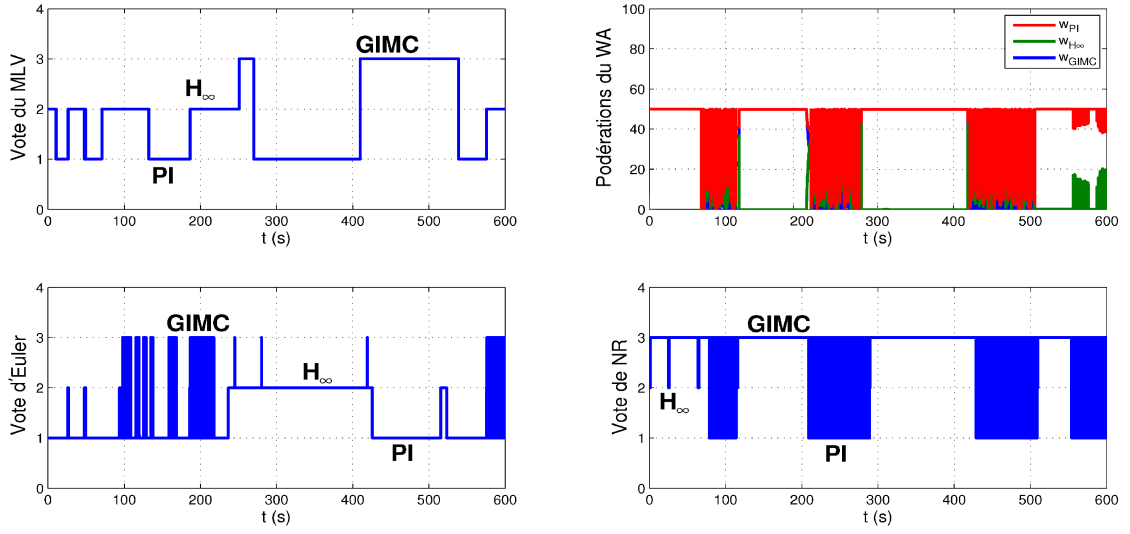 4
3
2
1
0
Vote du MLV
H∞
GIMC
PI
0 100 200 300 400 500 600
t (s)
100
80
60
40
20
0
Podérations du WA
wPI
wH∞
wGIMC
0 100 200 300 400 500 600
t (s)
4
3
2
1
0
Vote d'Euler
GIMC
H∞
PI
0 100 200 300 400 500 600
t (s)
4
3
2
1
0
Vote de NR
GIMC
H∞
PI
0 100 200 300 400 500 600
t (s)